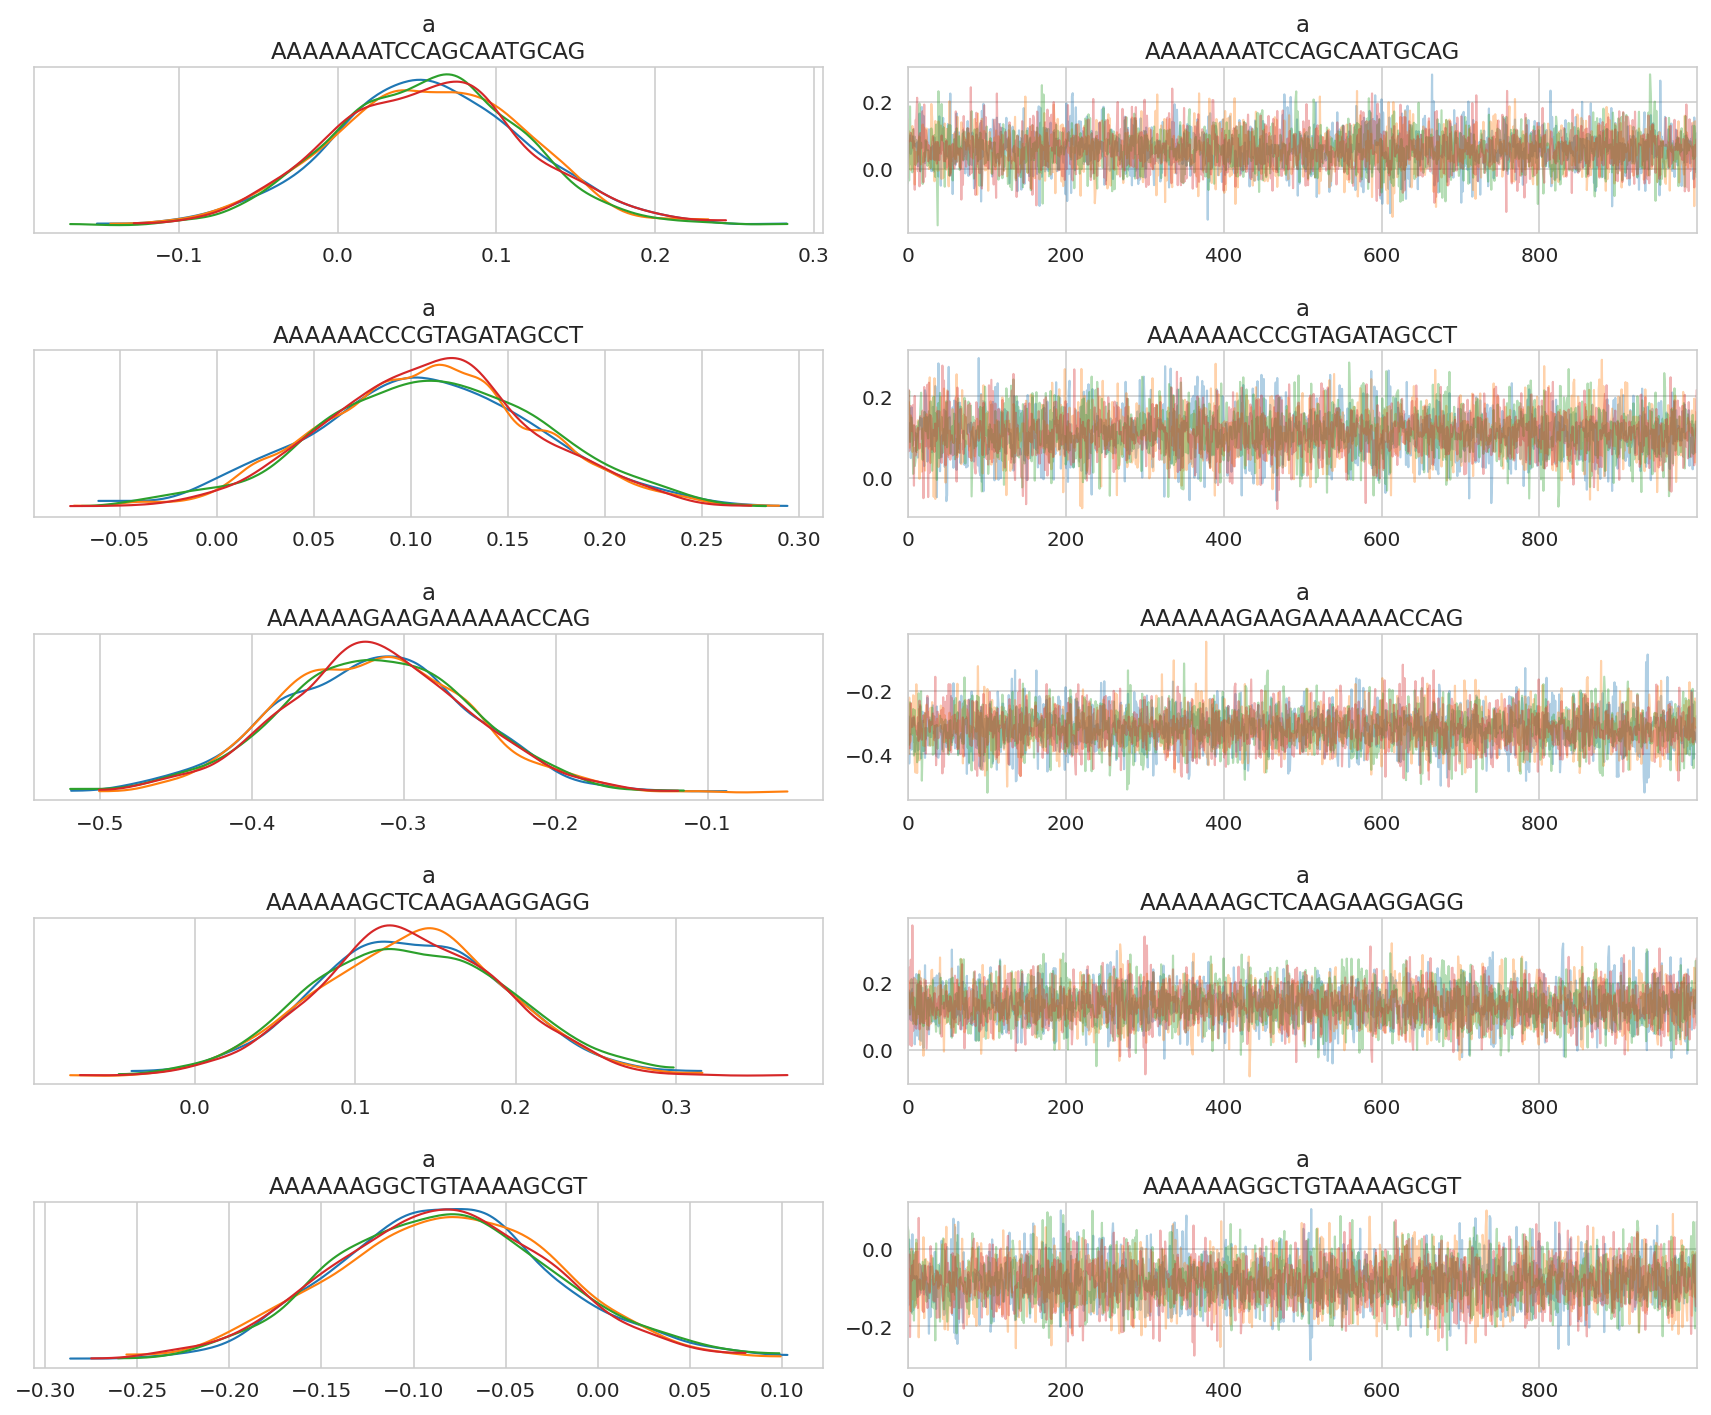 a
AAAAAAATCCAGCAATGCAG
−0.1 0.0 0.1 0.2 0.3
a
AAAAAAATCCAGCAATGCAG
0.2
0.0
0 200 400 600 800
a
AAAAAACCCGTAGATAGCCT
−0.05 0.00 0.05 0.10 0.15 0.20 0.25 0.30
a
AAAAAACCCGTAGATAGCCT
0.2
0.0
0 200 400 600 800
a
AAAAAAGAAGAAAAAACCAG
−0.5 −0.4 −0.3 −0.2 −0.1
a
AAAAAAGAAGAAAAAACCAG
−0.2
−0.4
0 200 400 600 800
a
AAAAAAGCTCAAGAAGGAGG
0.0 0.1 0.2 0.3
a
AAAAAAGCTCAAGAAGGAGG
0.2
0.0
0 200 400 600 800
a
AAAAAAGGCTGTAAAAGCGT
−0.30 −0.25 −0.20 −0.15 −0.10 −0.05 0.00 0.05 0.10
a
AAAAAAGGCTGTAAAAGCGT
0.0
−0.2
0 200 400 600 800